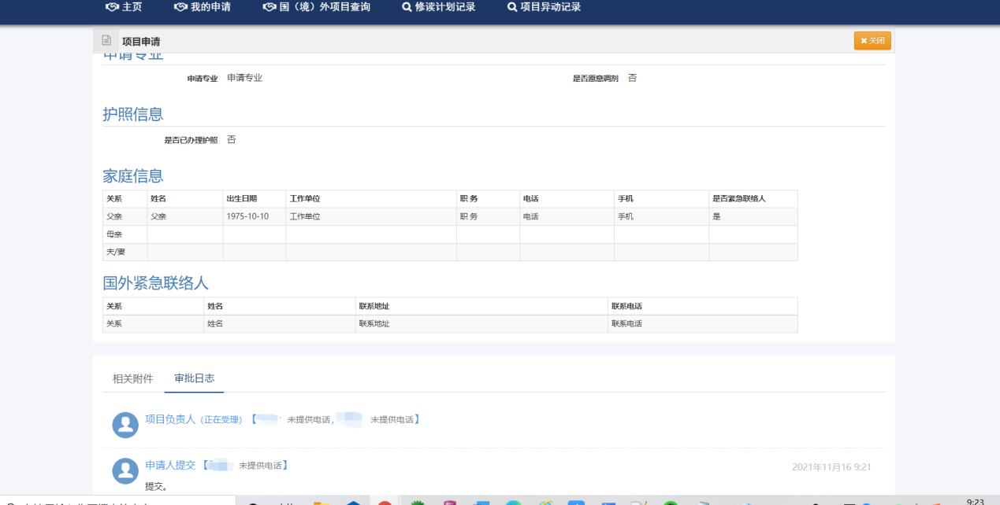 主页 我的申请 国（境）外项目查询 修读计划记录 项目异动记录
项目申请 关闭
申请专业
申请专业 申请专业 是否愿意调剂 否
护照信息
是否已办理护照 否
家庭信息
关系 姓名 出生日期 工作单位 职 务 电话 手机 是否紧急联络人
父亲 父亲 1975-10-10 工作单位 职 务 电话 手机 是
母亲
夫/妻
国外紧急联络人
关系 姓名 联系地址 联系电话
关系 姓名 联系地址 联系电话
相关附件 审批日志
项目负责人（正在受理）【 未提供电话, 未提供电话】
申请人提交【 未提供电话】 2021年11月16 9:21
提交。
9:23